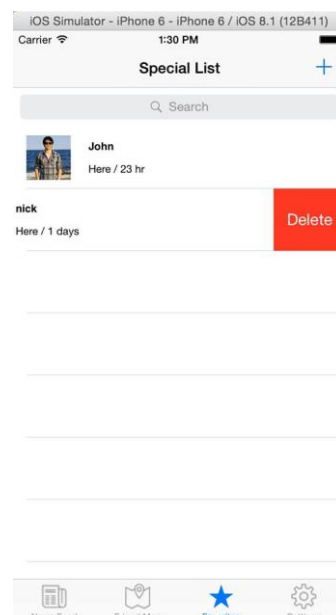 iOS Simulator - iPhone 6 - iPhone 6 / iOS 8.1 (12B411)
Carrier 1:30 PM
Special List +
Search
John
Here / 23 hr
nick
Here / 1 days
Delete